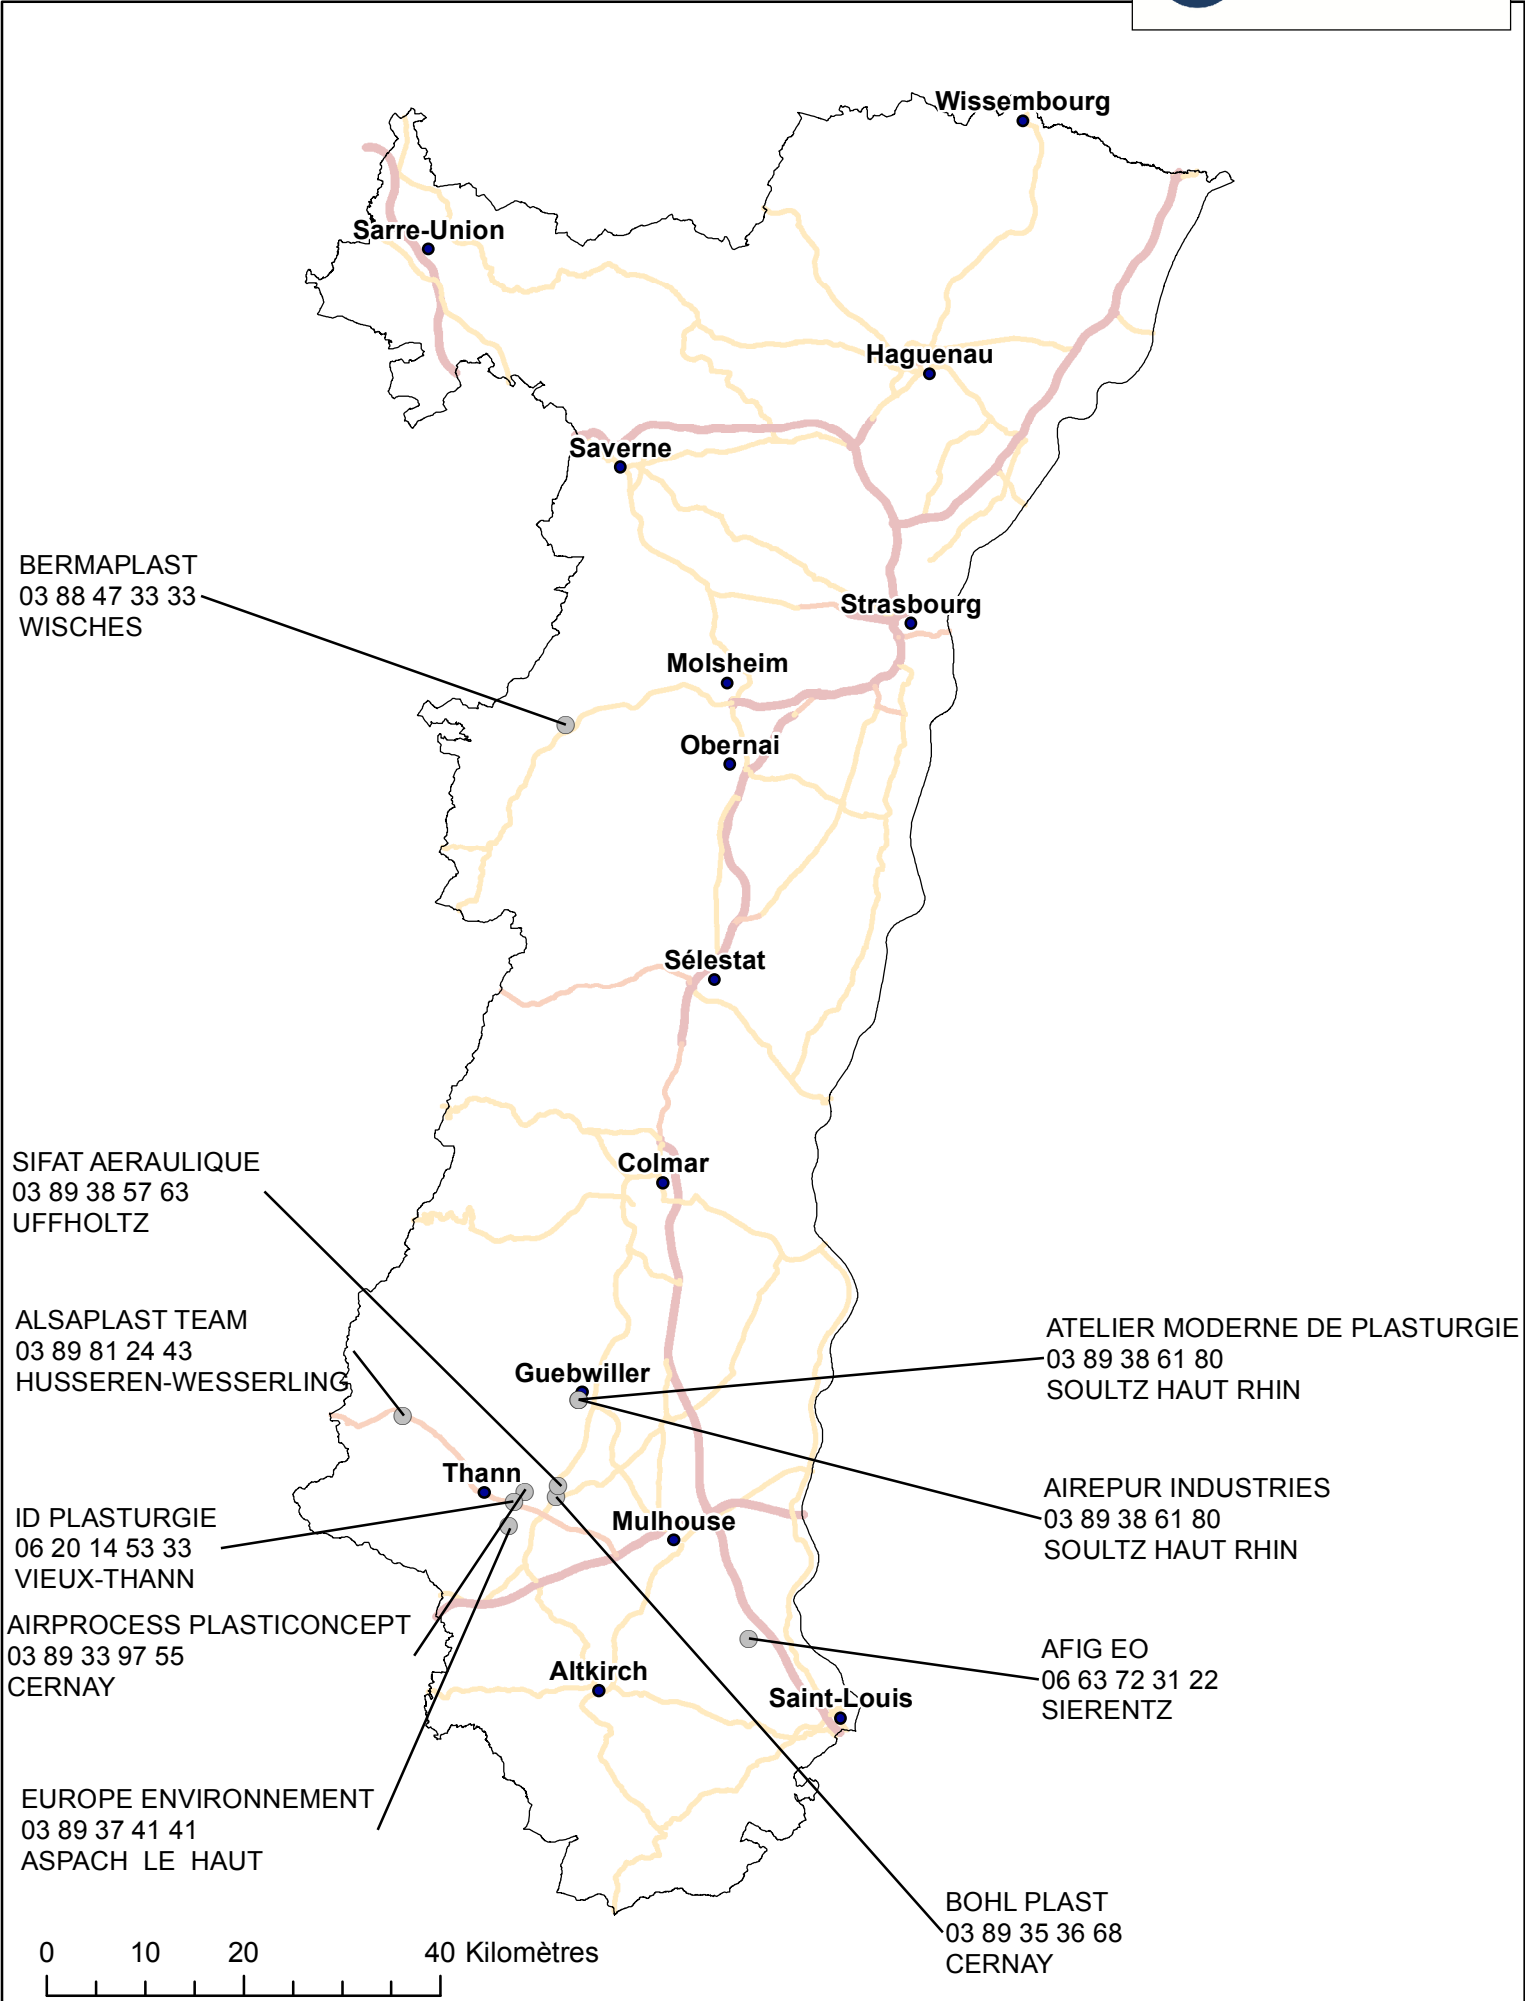 Wissembourg
Sarre-Union
Haguenau
Saverne
BERMAPLAST
03 88 47 33 33
WISCHES
Strasbourg
Molsheim
Obernai
Sélestat
SIFAT AERAULIQUE
03 89 38 57 63
UFFHOLTZ
Colmar
ALSAPLAST TEAM
03 89 81 24 43
HUSSEREN-WESSERLING
ATELIER MODERNE DE PLASTURGIE
03 89 38 61 80
SOULTZ HAUT RHIN
Guebwiller
Thann
AIREPUR INDUSTRIES
03 89 38 61 80
SOULTZ HAUT RHIN
ID PLASTURGIE
06 20 14 53 33
VIEUX-THANN
Mulhouse
AIRPROCESS PLASTICONCEPT
03 89 33 97 55
CERNAY
AFIG EO
06 63 72 31 22
SIERENTZ
Altkirch
Saint-Louis
EUROPE ENVIRONNEMENT
03 89 37 41 41
ASPACH LE HAUT
BOHL PLAST
03 89 35 36 68
CERNAY
0 10 20 40 Kilomètres